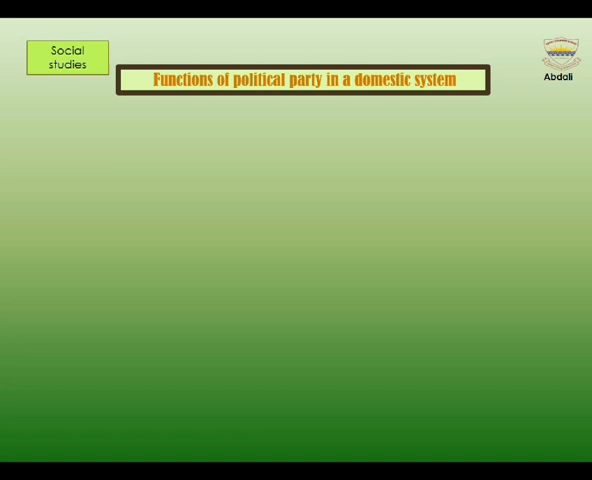 Social
studies
Functions of political party in a domestic system
Abdali